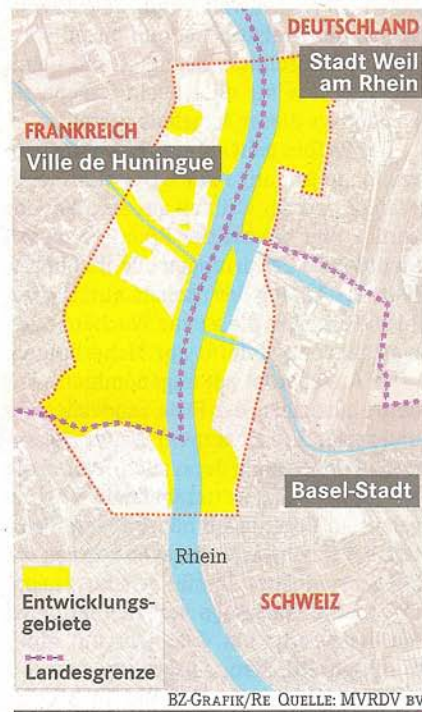 DEUTSCHLAND
Stadt Weil
am Rhein
FRANKREICH
Ville de Huningue
Basel-Stadt
Rhein
SCHWEIZ
Entwicklungs-
gebiete
Landesgrenze
BZ-GRAFIK/RE QUELLE: MVRDV BV